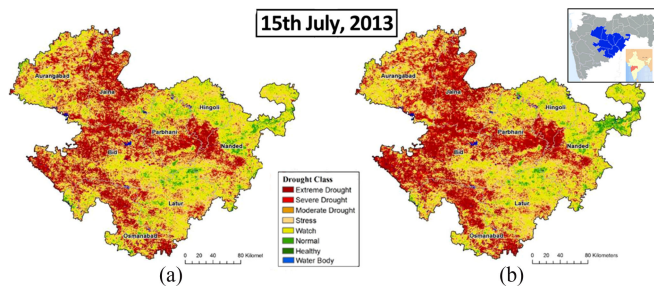 15th July, 2013
Aurangabad
Jalna
Hingoli
Parbhani
Bid
Nanded
Latur
Osmanabad
0 20 40 80 Kilomet
(a)
Drought Class
Extreme Drought
Severe Drought
Moderate Drought
Stress
Watch
Normal
Healthy
Water Body
Aurangabad
Jalna
Hingoli
Parbhani
Bid
Nanded
Latur
Osmanabad
0 20 40 80 Kilometers
(b)